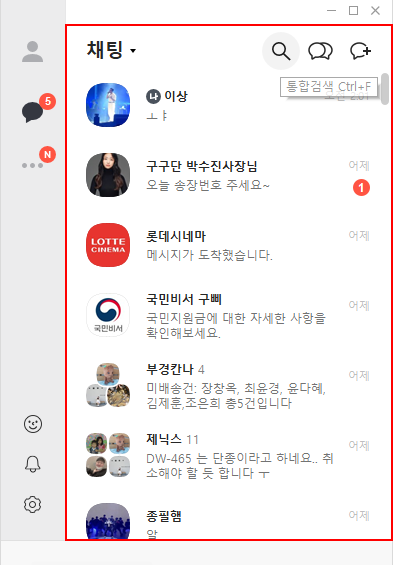 채팅
통합검색 Ctrl+F
5
나 이상
ㅗㅑ
N
구구단 박수진사장님
어제
오늘 송장번호 주세요~
1
LOTTE
CINEMA
롯데시네마
어제
메시지가 도착했습니다.
국민비서
국민비서 구삐
어제
국민지원금에 대한 자세한 사항을
확인해보세요.
부경칸나 4
어제
미배송건: 장창옥, 최윤경, 윤다혜,
김제훈,조은희 총5건입니다
제닉스 11
어제
DW-465 는 단종이라고 하네요.. 취
소해야 할 듯 합니다 ㅜ
종필햄
어제